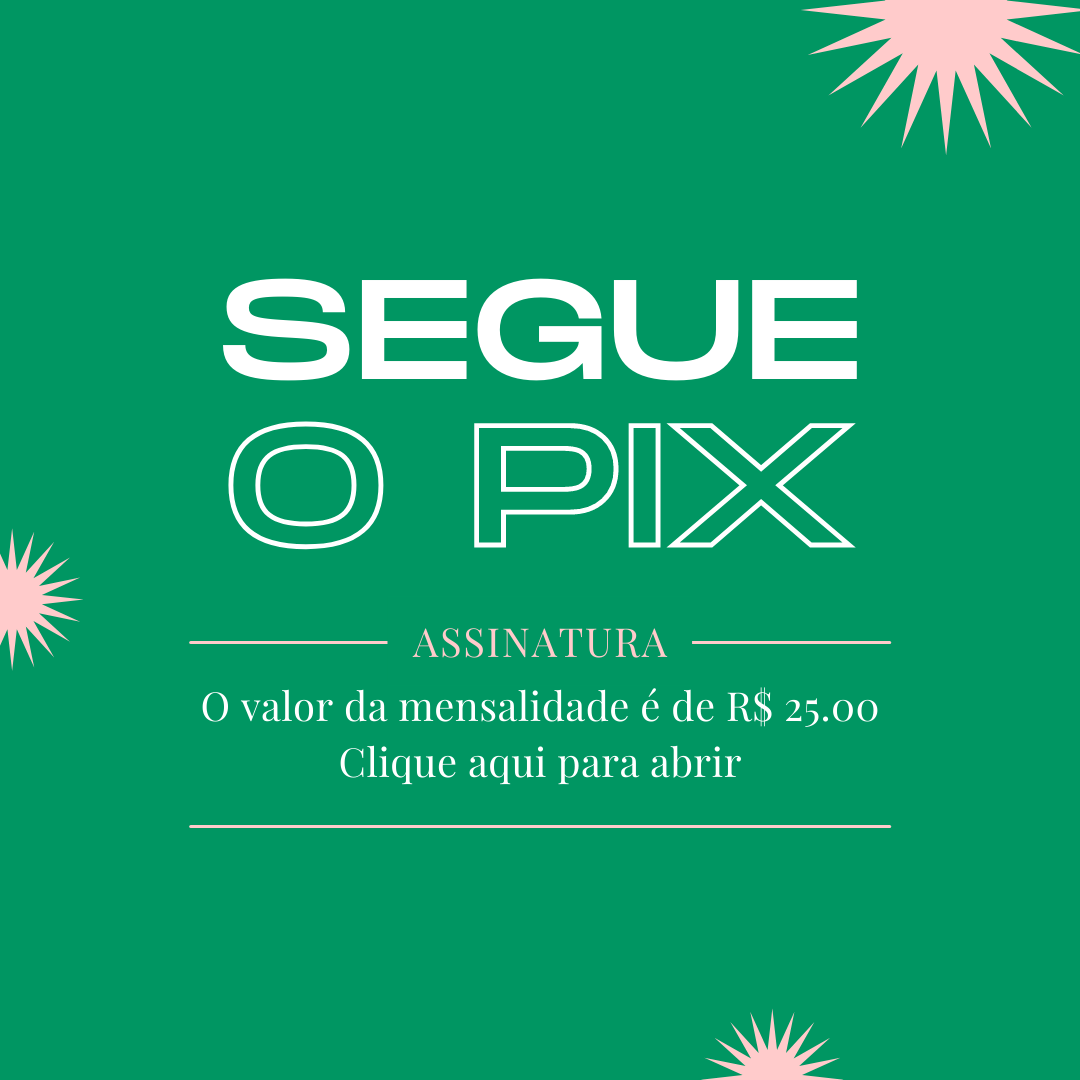 SEGUE
O PIX
ASSINATURA
O valor da mensalidade é de R$ 25.00
Clique aqui para abrir